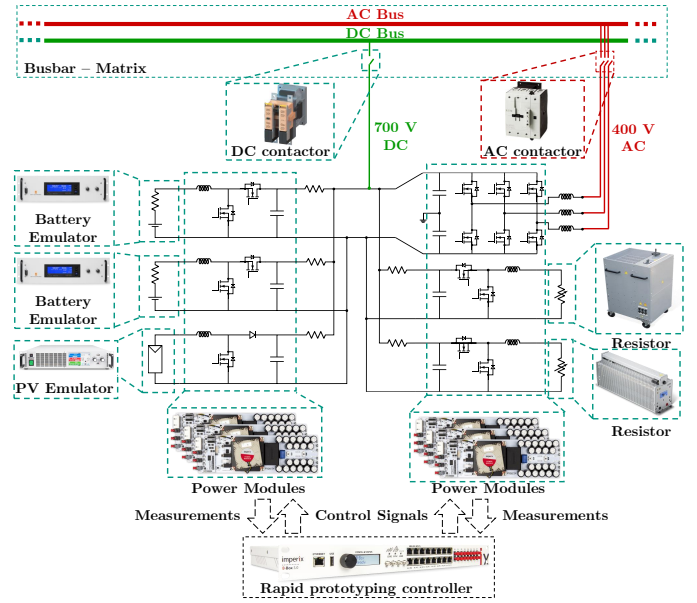 AC Bus
DC Bus
Busbar – Matrix
DC contactor
700 V
DC
AC contactor
400 V
AC
Battery
Emulator
Battery
Emulator
PV Emulator
Resistor
Resistor
Power Modules
Power Modules
Measurements
Control Signals
Measurements
imperix
Rapid prototyping controller